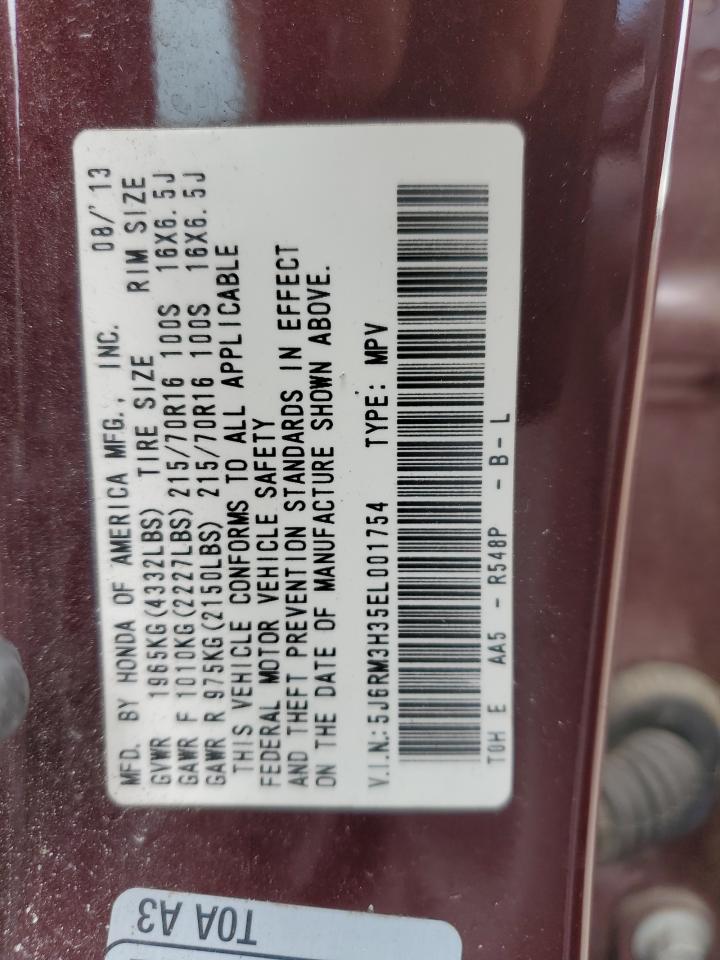 MFD. BY HONDA OF AMERICA MFG., INC. 08/'13
GVWR 1965KG(4332LBS) TIRE SIZE RIM SIZE
GAWR F 1010KG(2227LBS) 215/70R16 100S 16X6.5J
GAWR R 975KG(2150LBS) 215/70R16 100S 16X6.5J
THIS VEHICLE CONFORMS TO ALL APPLICABLE
FEDERAL MOTOR VEHICLE SAFETY
AND THEFT PREVENTION STANDARDS IN EFFECT
ON THE DATE OF MANUFACTURE SHOWN ABOVE.
V.I.N.: 5J6RM3H35EL001754 TYPE: MPV
T0H E AA5 - R548P - B - L
T0A A3